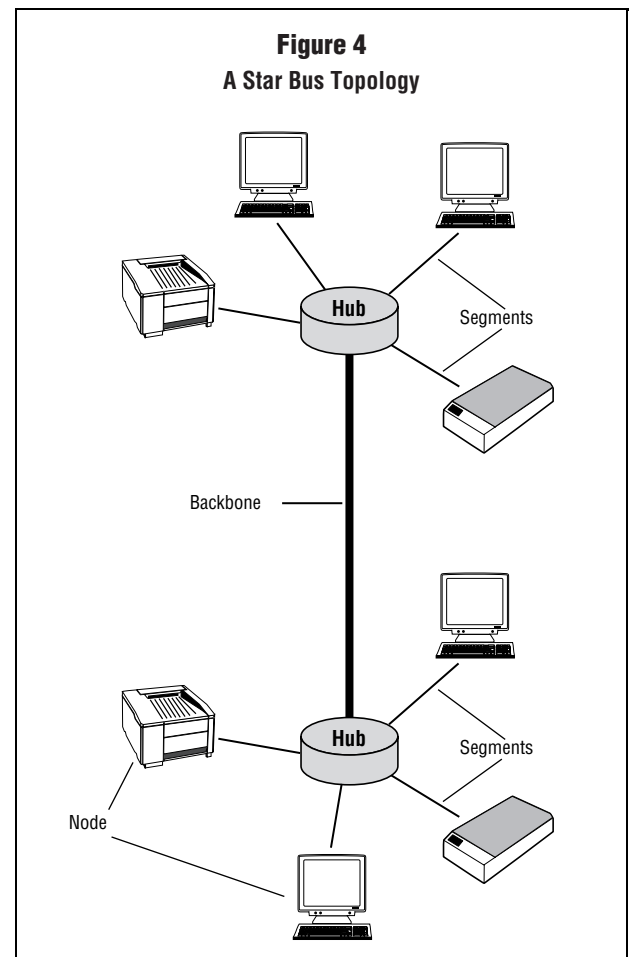 Figure 4
A Star Bus Topology
Hub
Segments
Backbone
Hub
Segments
Node